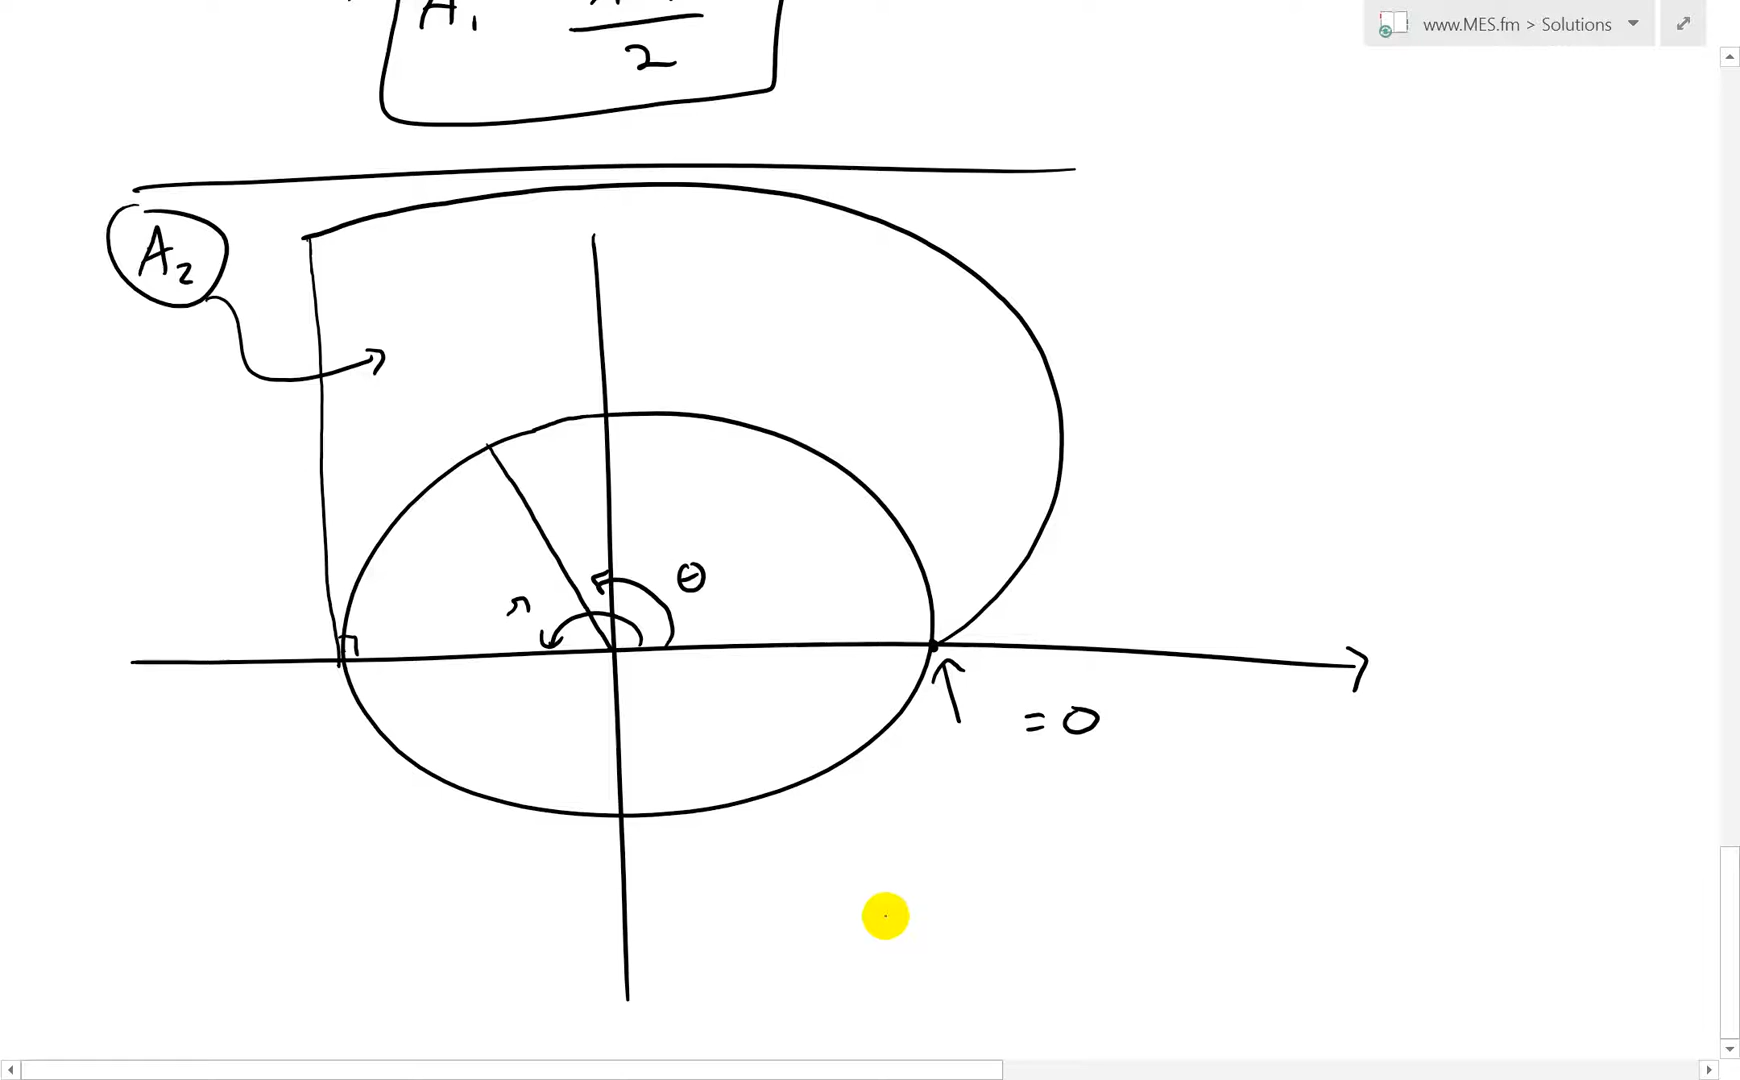 www.MES.fm > Solutions
A₁
2
A₂
θ
π
= 0